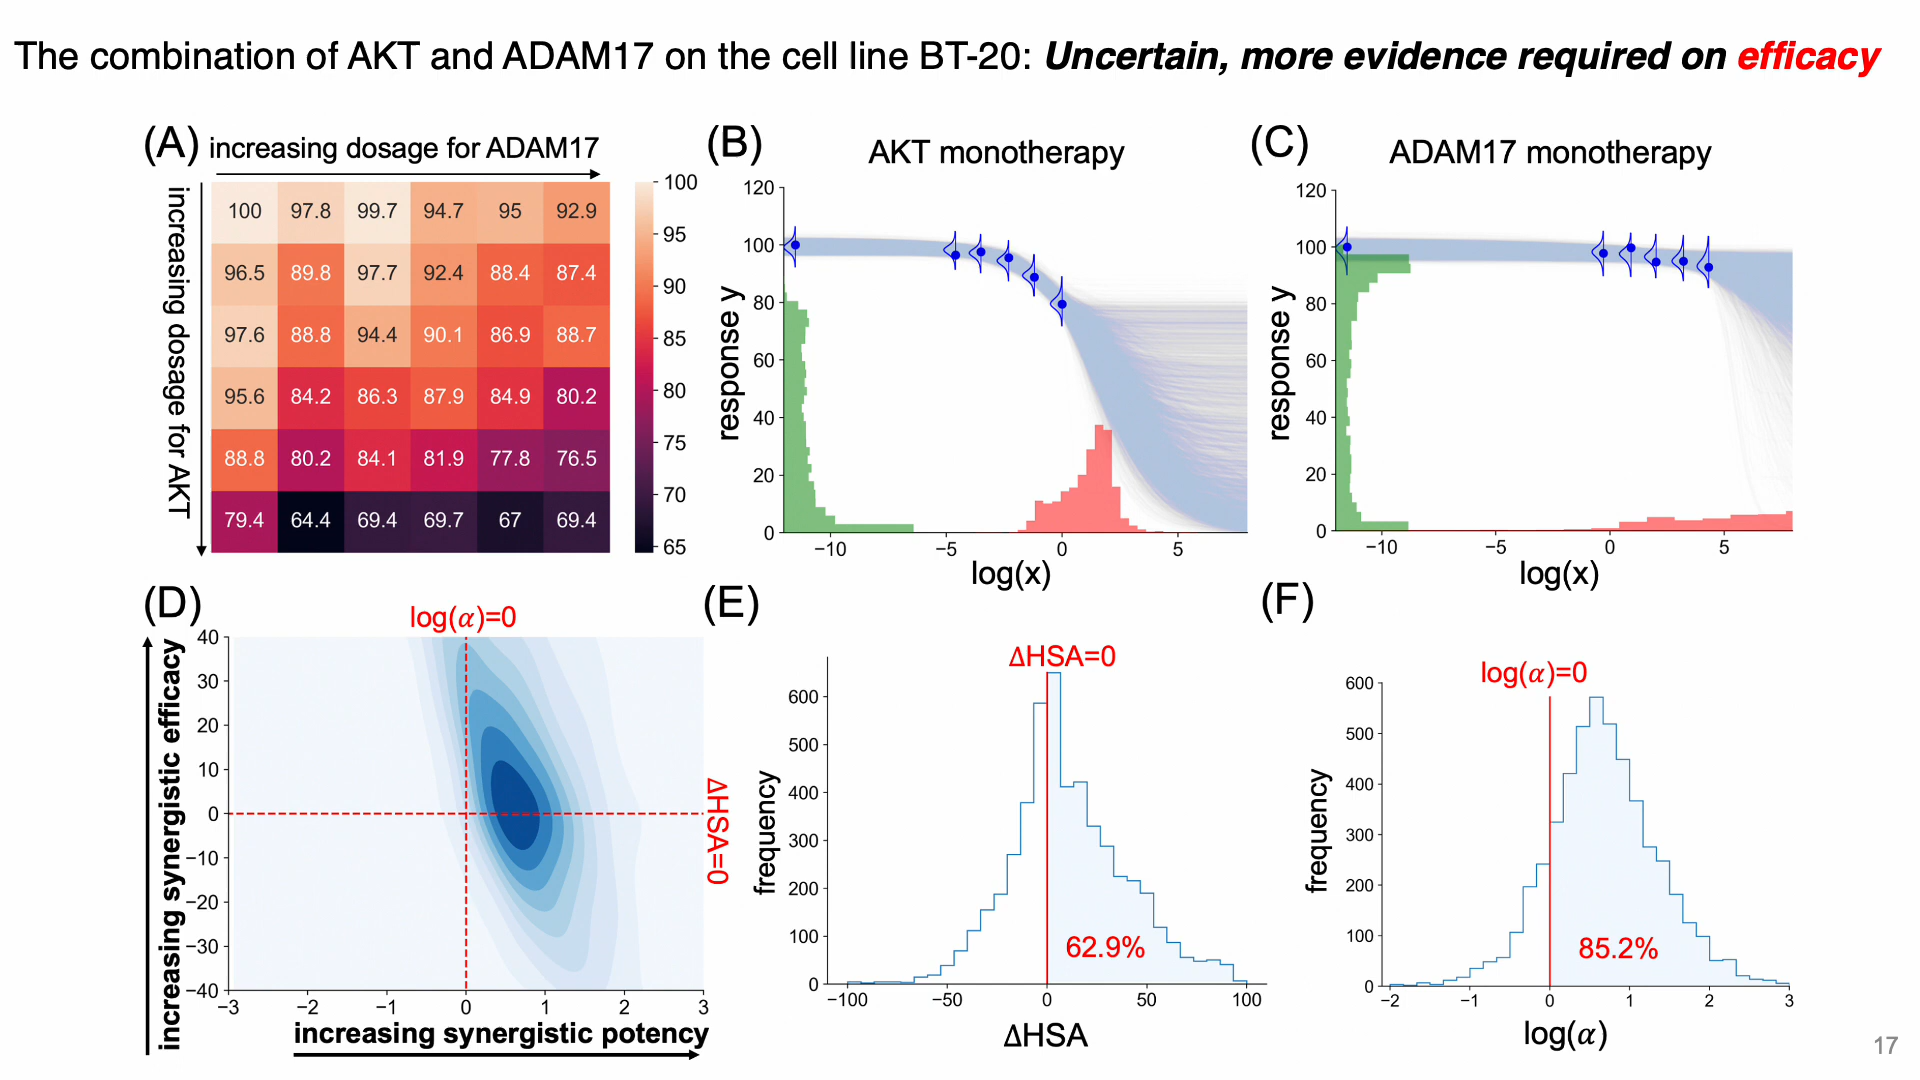 The combination of AKT and ADAM17 on the cell line BT-20: Uncertain, more evidence required on efficacy
(A)
increasing dosage for ADAM17
increasing dosage for AKT
100 97.8 99.7 94.7 95 92.9
96.5 89.8 97.7 92.4 88.4 87.4
97.6 88.8 94.4 90.1 86.9 88.7
95.6 84.2 86.3 87.9 84.9 80.2
88.8 80.2 84.1 81.9 77.8 76.5
79.4 64.4 69.4 69.7 67 69.4
100
95
90
85
80
75
70
65
(B)
AKT monotherapy
response y
120
100
80
60
40
20
0
−10 −5 0 5
log(x)
(C)
ADAM17 monotherapy
response y
120
100
80
60
40
20
0
−10 −5 0 5
log(x)
(D)
log(α)=0
increasing synergistic efficacy
40
30
20
10
0
−10
−20
−30
−40
ΔHSA=0
−3 −2 −1 0 1 2 3
increasing synergistic potency
(E)
ΔHSA=0
frequency
600
500
400
300
200
100
0
62.9%
−100 −50 0 50 100
ΔHSA
(F)
log(α)=0
frequency
600
500
400
300
200
100
0
85.2%
−2 −1 0 1 2 3
log(α)
17